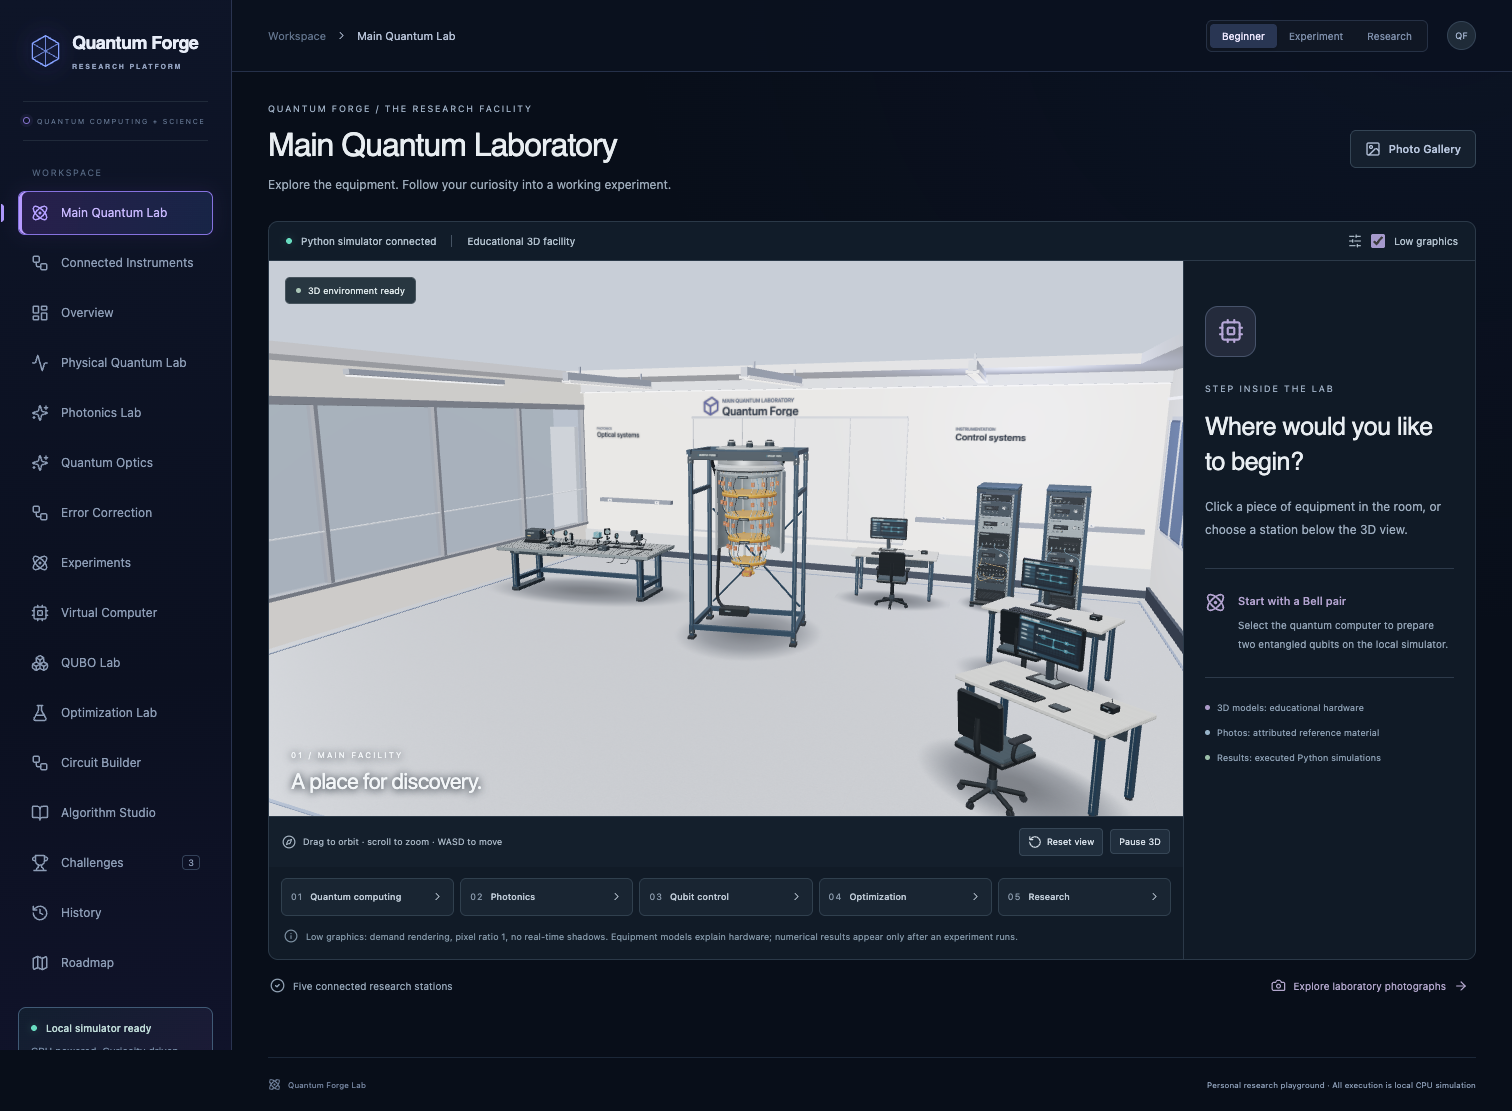 Quantum Forge
RESEARCH PLATFORM
QUANTUM COMPUTING + SCIENCE
WORKSPACE
Main Quantum Lab
Connected Instruments
Overview
Physical Quantum Lab
Photonics Lab
Quantum Optics
Error Correction
Experiments
Virtual Computer
QUBO Lab
Optimization Lab
Circuit Builder
Algorithm Studio
Challenges 3
History
Roadmap
Local simulator ready
Workspace > Main Quantum Lab
Beginner Experiment Research QF
QUANTUM FORGE / THE RESEARCH FACILITY
Main Quantum Laboratory
Explore the equipment. Follow your curiosity into a working experiment.
Photo Gallery
Python simulator connected Educational 3D facility
Low graphics
3D environment ready
MAIN QUANTUM LABORATORY
Quantum Forge
Optical systems
INSTRUMENTATION
Control systems
01 / MAIN FACILITY
A place for discovery.
STEP INSIDE THE LAB
Where would you like
to begin?
Click a piece of equipment in the room, or
choose a station below the 3D view.
Start with a Bell pair
Select the quantum computer to prepare
two entangled qubits on the local simulator.
3D models: educational hardware
Photos: attributed reference material
Results: executed Python simulations
Drag to orbit · scroll to zoom · WASD to move
Reset view Pause 3D
01 Quantum computing
02 Photonics
03 Qubit control
04 Optimization
05 Research
Low graphics: demand rendering, pixel ratio 1, no real-time shadows. Equipment models explain hardware; numerical results appear only after an experiment runs.
Five connected research stations
Explore laboratory photographs
Quantum Forge Lab
Personal research playground · All execution is local CPU simulation